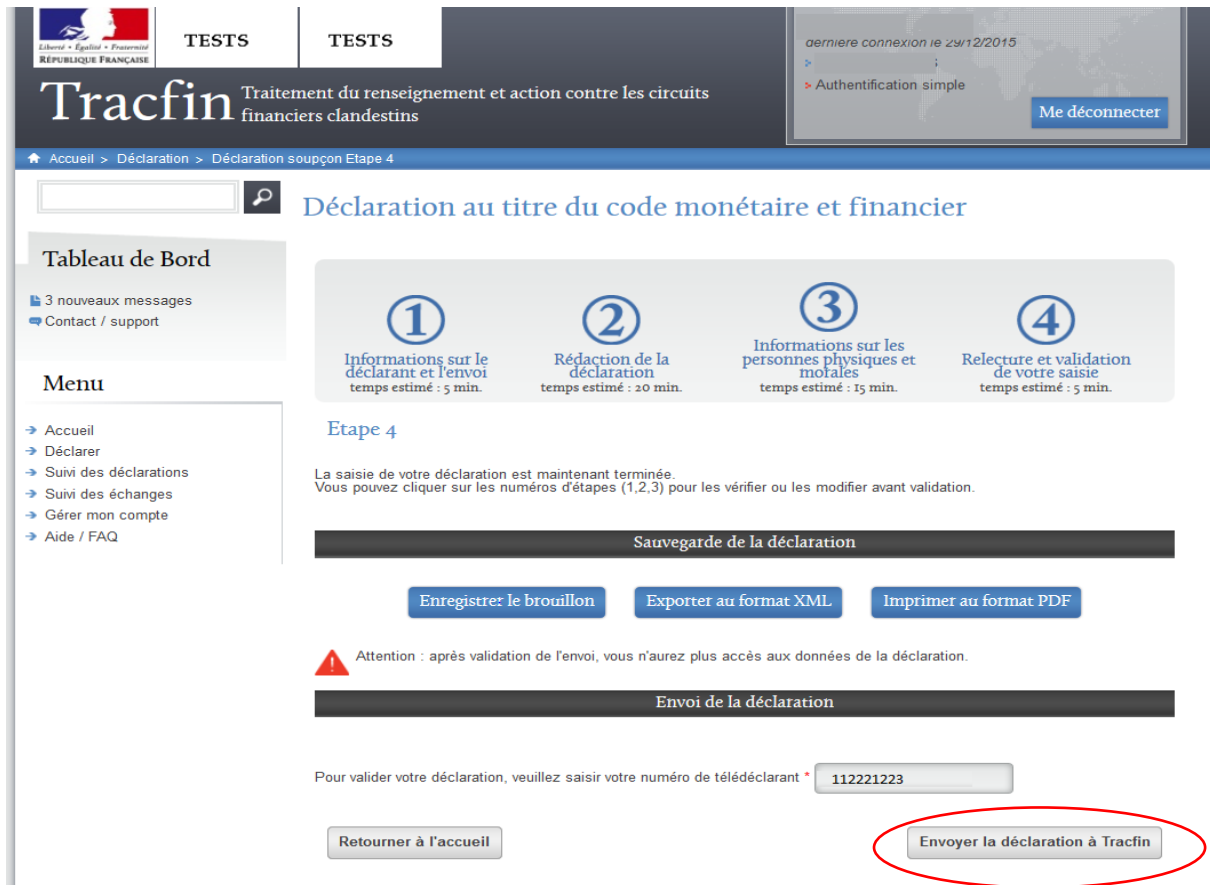 Liberté • Égalité • Fraternité
RÉPUBLIQUE FRANÇAISE
TESTS
TESTS
dernière connexion le 29/12/2015
> Authentification simple
Me déconnecter
Tracfin
Traitement du renseignement et action contre les circuits
financiers clandestins
Accueil > Déclaration > Déclaration soupçon Etape 4
Déclaration au titre du code monétaire et financier
Tableau de Bord
3 nouveaux messages
Contact / support
Menu
Accueil
Déclarer
Suivi des déclarations
Suivi des échanges
Gérer mon compte
Aide / FAQ
1
Informations sur le
déclarant et l'envoi
temps estimé : 5 min.
2
Rédaction de la
déclaration
temps estimé : 20 min.
3
Informations sur les
personnes physiques et
morales
temps estimé : 15 min.
4
Relecture et validation
de votre saisie
temps estimé : 5 min.
Etape 4
La saisie de votre déclaration est maintenant terminée.
Vous pouvez cliquer sur les numéros d'étapes (1,2,3) pour les vérifier ou les modifier avant validation.
Sauvegarde de la déclaration
Enregistrer le brouillon
Exporter au format XML
Imprimer au format PDF
Attention : après validation de l'envoi, vous n'aurez plus accès aux données de la déclaration.
Envoi de la déclaration
Pour valider votre déclaration, veuillez saisir votre numéro de télédéclarant * 112221223
Retourner à l'accueil
Envoyer la déclaration à Tracfin